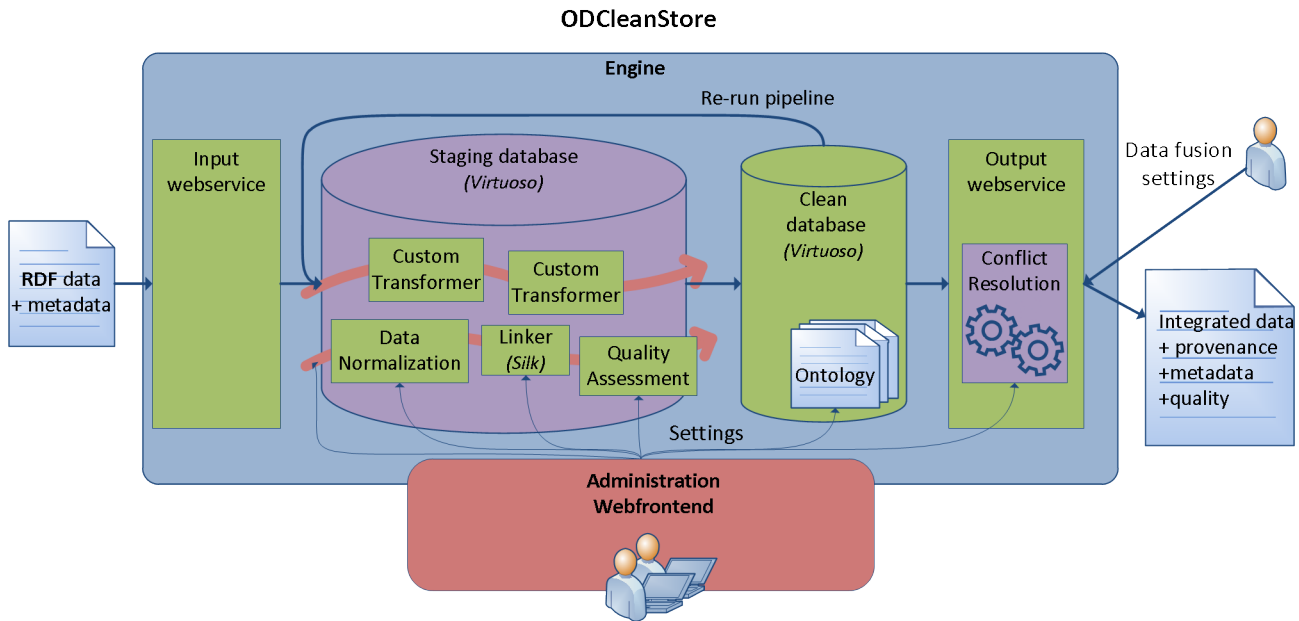 ODCleanStore
Engine
Re-run pipeline
Input
webservice
Staging database
(Virtuoso)
Clean
database
(Virtuoso)
Output
webservice
Data fusion
settings
RDF data
+ metadata
Custom
Transformer
Custom
Transformer
Conflict
Resolution
Data
Normalization
Linker
(Silk)
Quality
Assessment
Ontology
Integrated data
+ provenance
+metadata
+quality
Settings
Administration
Webfrontend